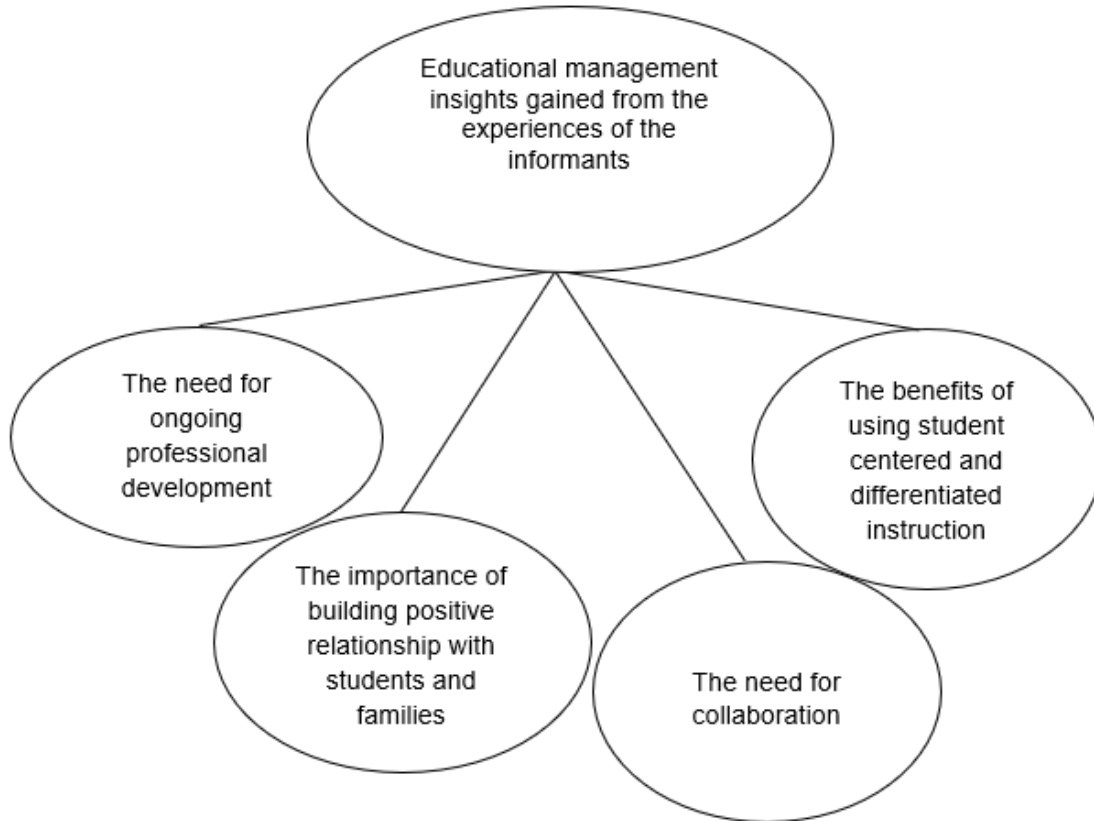 Educational management
insights gained from the
experiences of the
informants
The need for
ongoing
professional
development
The importance of
building positive
relationship with
students and
families
The need for
collaboration
The benefits of
using student
centered and
differentiated
instruction